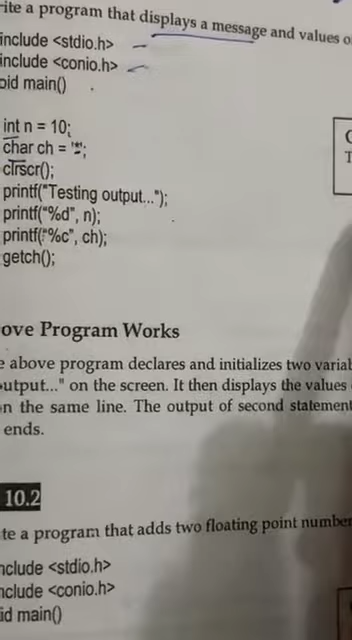 rite a program that displays a message and values o
include <stdio.h>
include <conio.h>
oid main()
int n = 10;
char ch = '*';
clrscr();
printf("Testing output...");
printf("%d", n);
printf("%c", ch);
getch();
ove Program Works
e above program declares and initializes two variab
output..." on the screen. It then displays the values
n the same line. The output of second statement
ends.
10.2
te a program that adds two floating point number
nclude <stdio.h>
nclude <conio.h>
id main()